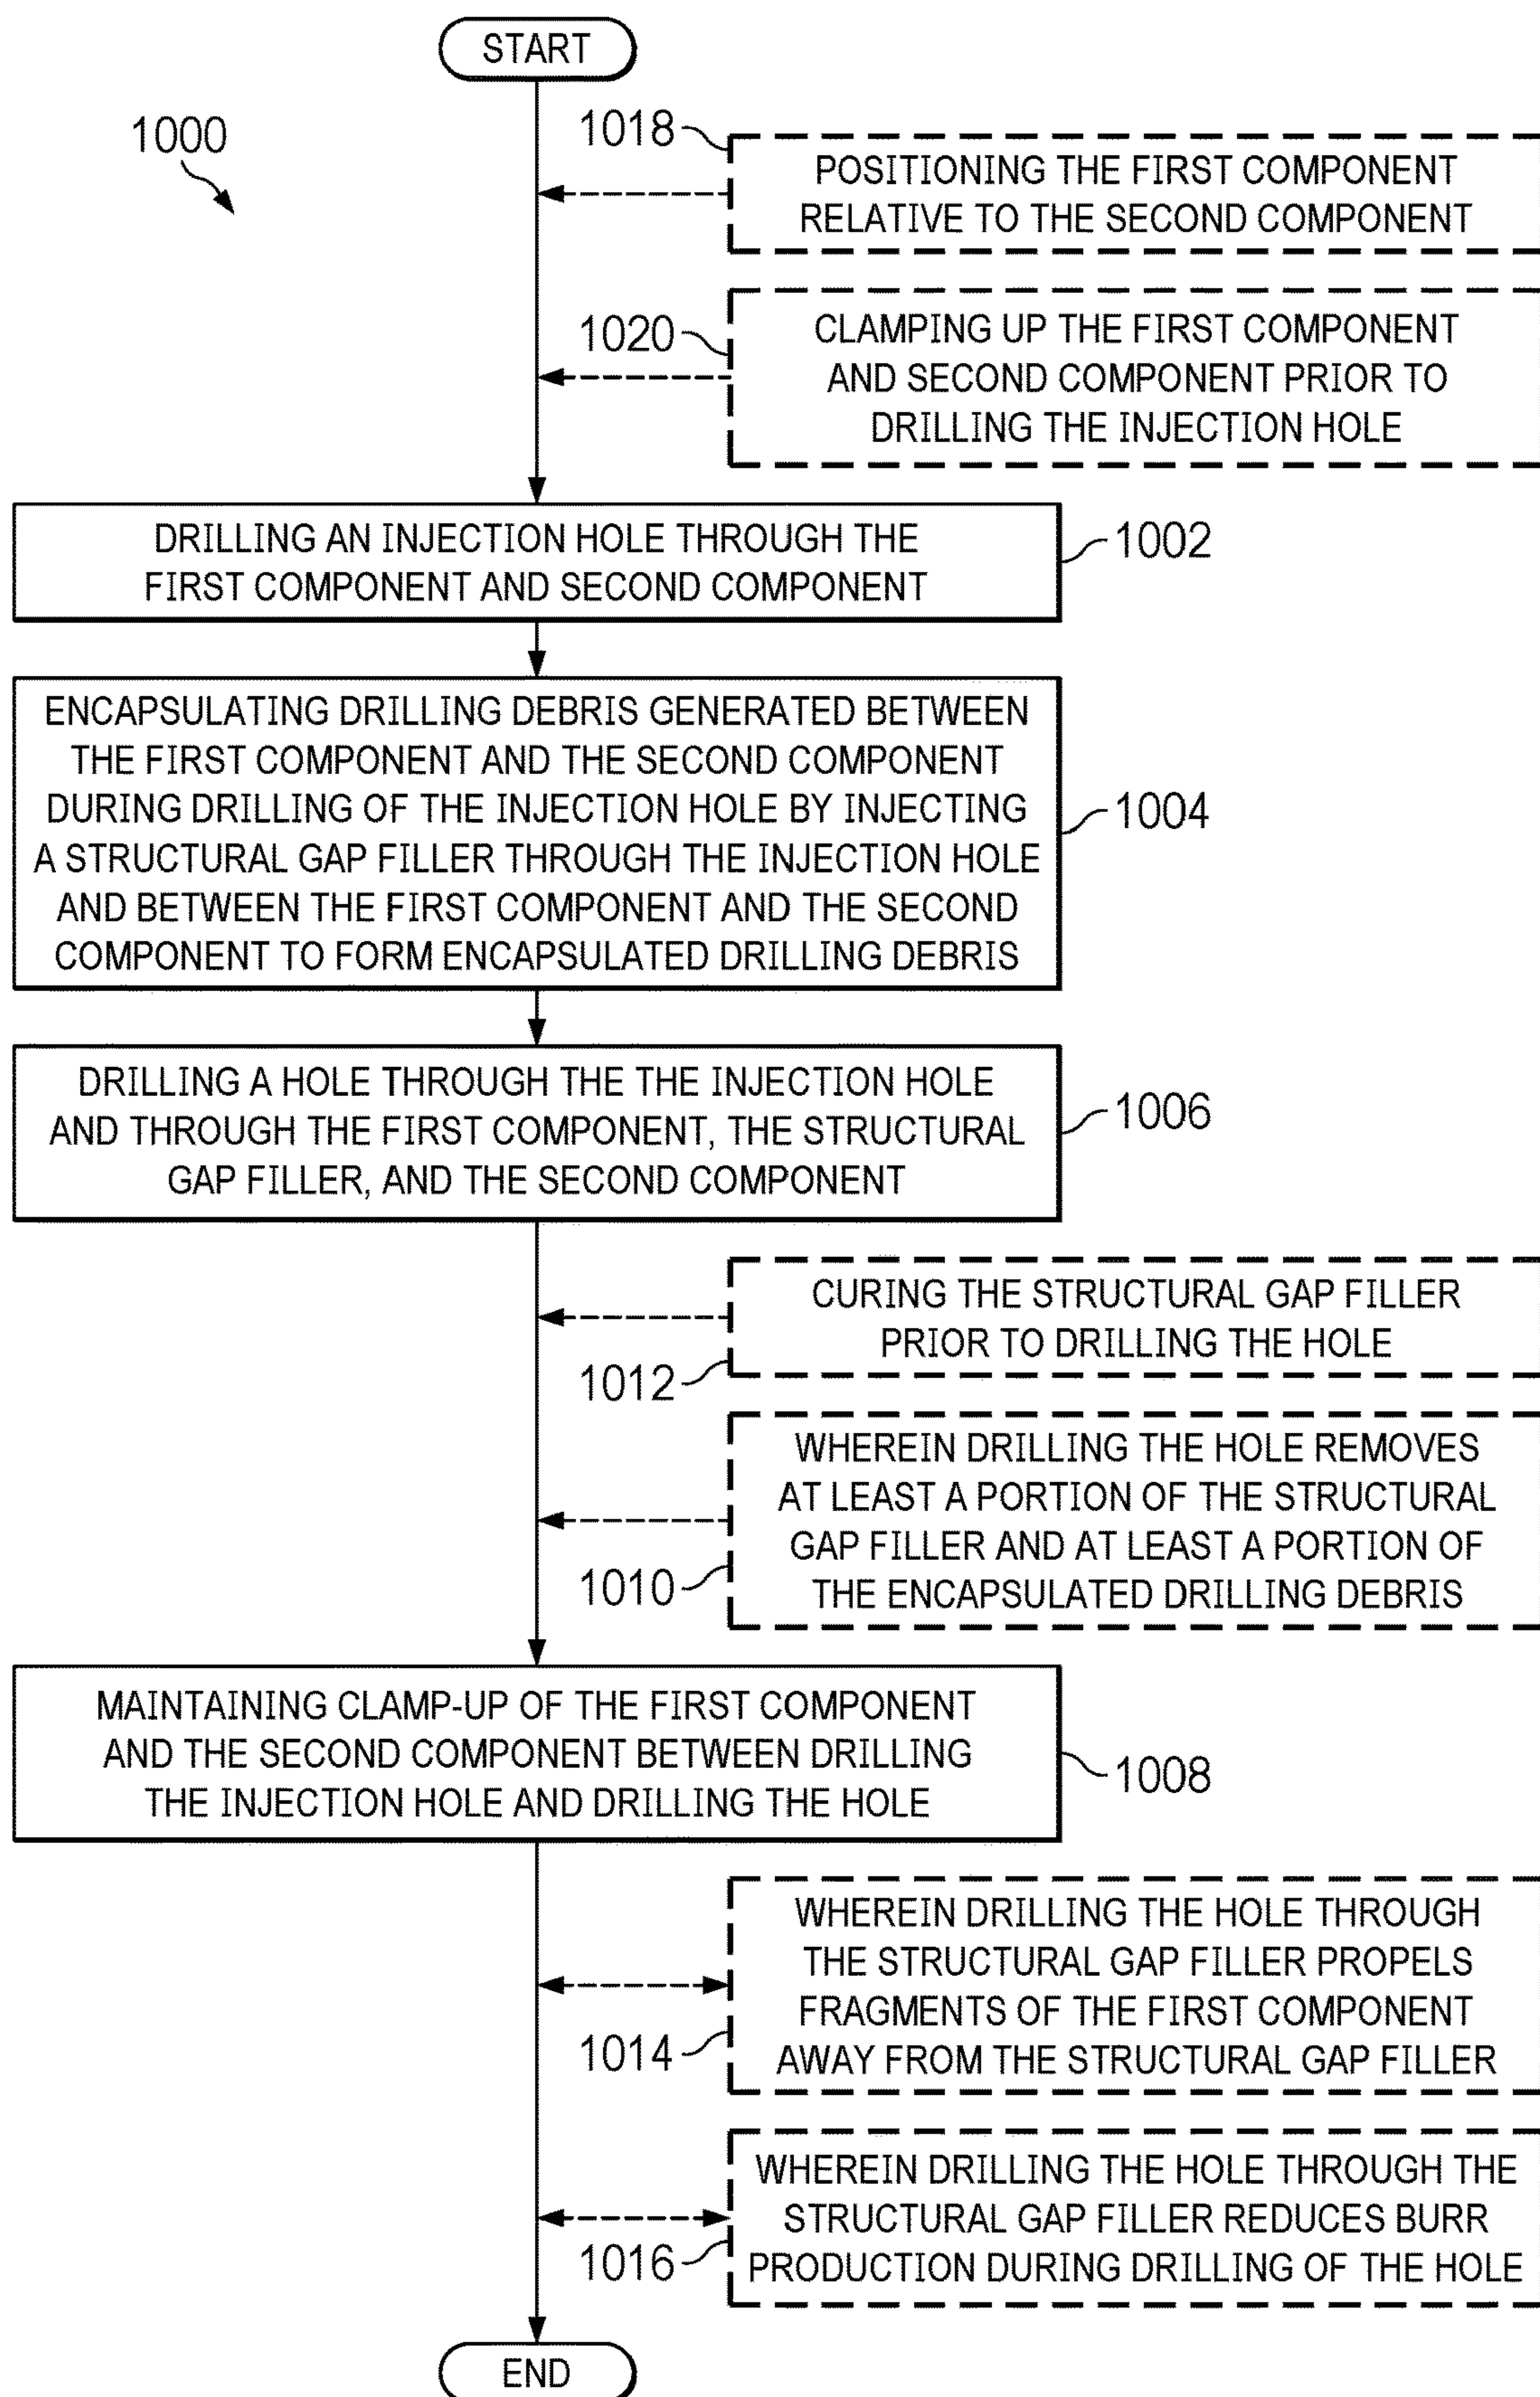 START
1000
1018
POSITIONING THE FIRST COMPONENT
RELATIVE TO THE SECOND COMPONENT
1020
CLAMPING UP THE FIRST COMPONENT
AND SECOND COMPONENT PRIOR TO
DRILLING THE INJECTION HOLE
DRILLING AN INJECTION HOLE THROUGH THE
FIRST COMPONENT AND SECOND COMPONENT
1002
ENCAPSULATING DRILLING DEBRIS GENERATED BETWEEN
THE FIRST COMPONENT AND THE SECOND COMPONENT
DURING DRILLING OF THE INJECTION HOLE BY INJECTING
A STRUCTURAL GAP FILLER THROUGH THE INJECTION HOLE
AND BETWEEN THE FIRST COMPONENT AND THE SECOND
COMPONENT TO FORM ENCAPSULATED DRILLING DEBRIS
1004
DRILLING A HOLE THROUGH THE THE INJECTION HOLE
AND THROUGH THE FIRST COMPONENT, THE STRUCTURAL
GAP FILLER, AND THE SECOND COMPONENT
1006
CURING THE STRUCTURAL GAP FILLER
PRIOR TO DRILLING THE HOLE
1012
WHEREIN DRILLING THE HOLE REMOVES
AT LEAST A PORTION OF THE STRUCTURAL
GAP FILLER AND AT LEAST A PORTION OF
THE ENCAPSULATED DRILLING DEBRIS
1010
MAINTAINING CLAMP-UP OF THE FIRST COMPONENT
AND THE SECOND COMPONENT BETWEEN DRILLING
THE INJECTION HOLE AND DRILLING THE HOLE
1008
WHEREIN DRILLING THE HOLE THROUGH
THE STRUCTURAL GAP FILLER PROPELS
FRAGMENTS OF THE FIRST COMPONENT
AWAY FROM THE STRUCTURAL GAP FILLER
1014
WHEREIN DRILLING THE HOLE THROUGH THE
STRUCTURAL GAP FILLER REDUCES BURR
PRODUCTION DURING DRILLING OF THE HOLE
1016
END